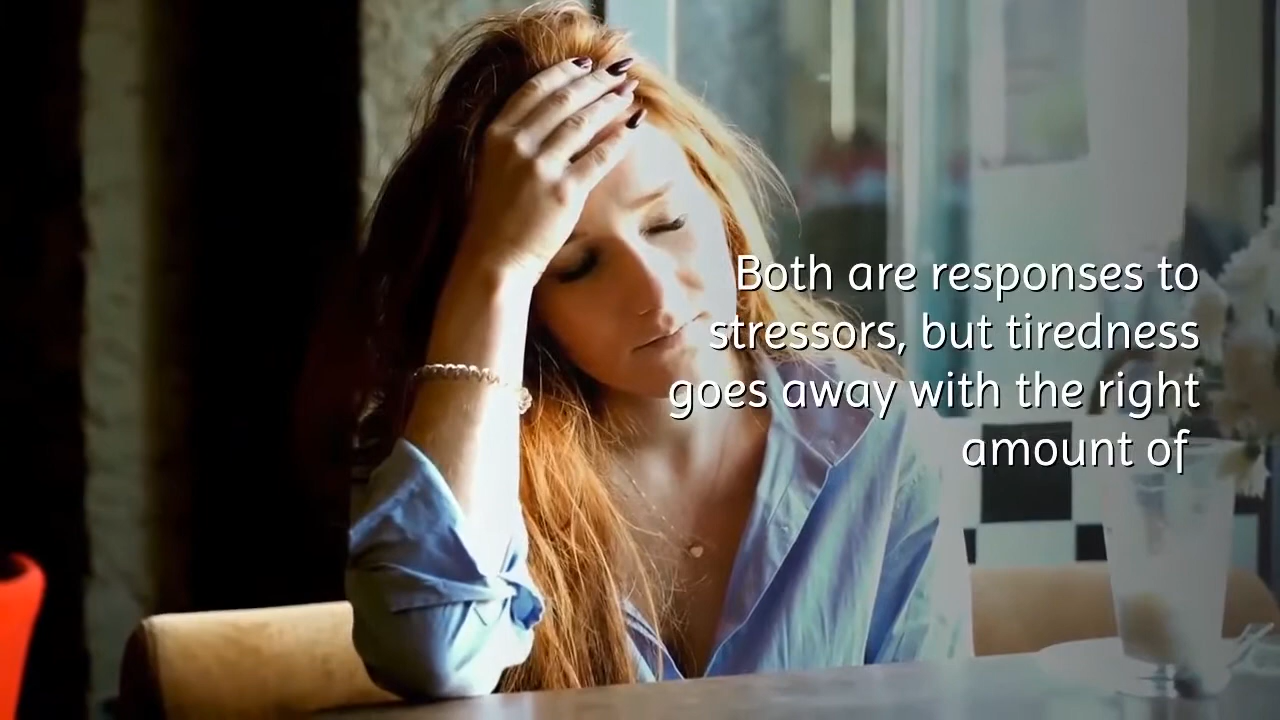 Both are responses to
stressors, but tiredness
goes away with the right
amount of